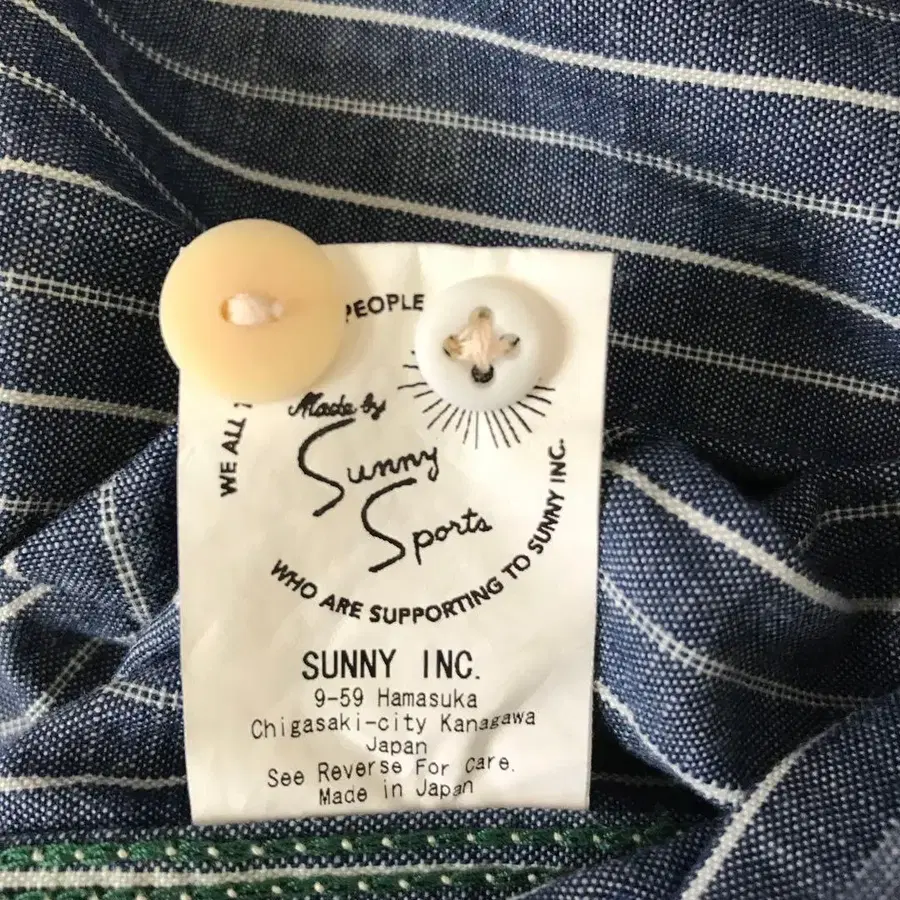 WE ALL
PEOPLE
Made by
Sunny
Sports
WHO ARE SUPPORTING TO SUNNY INC.
SUNNY INC.
9-59 Hamasuka
Chigasaki-city Kanagawa
Japan
See Reverse For care.
Made in Japan